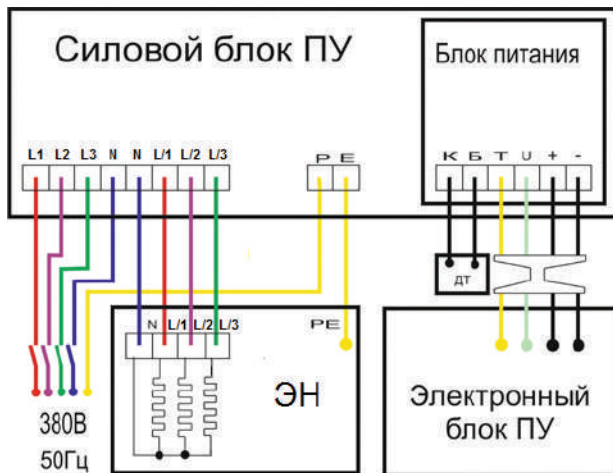 Силовой блок ПУ
Блок питания
L1 L2 L3 N N L/1 L/2 L/3
P E
К Б Т U + -
дт
N L/1 L/2 L/3
PE
ЭН
380В
50Гц
Электронный
блок ПУ